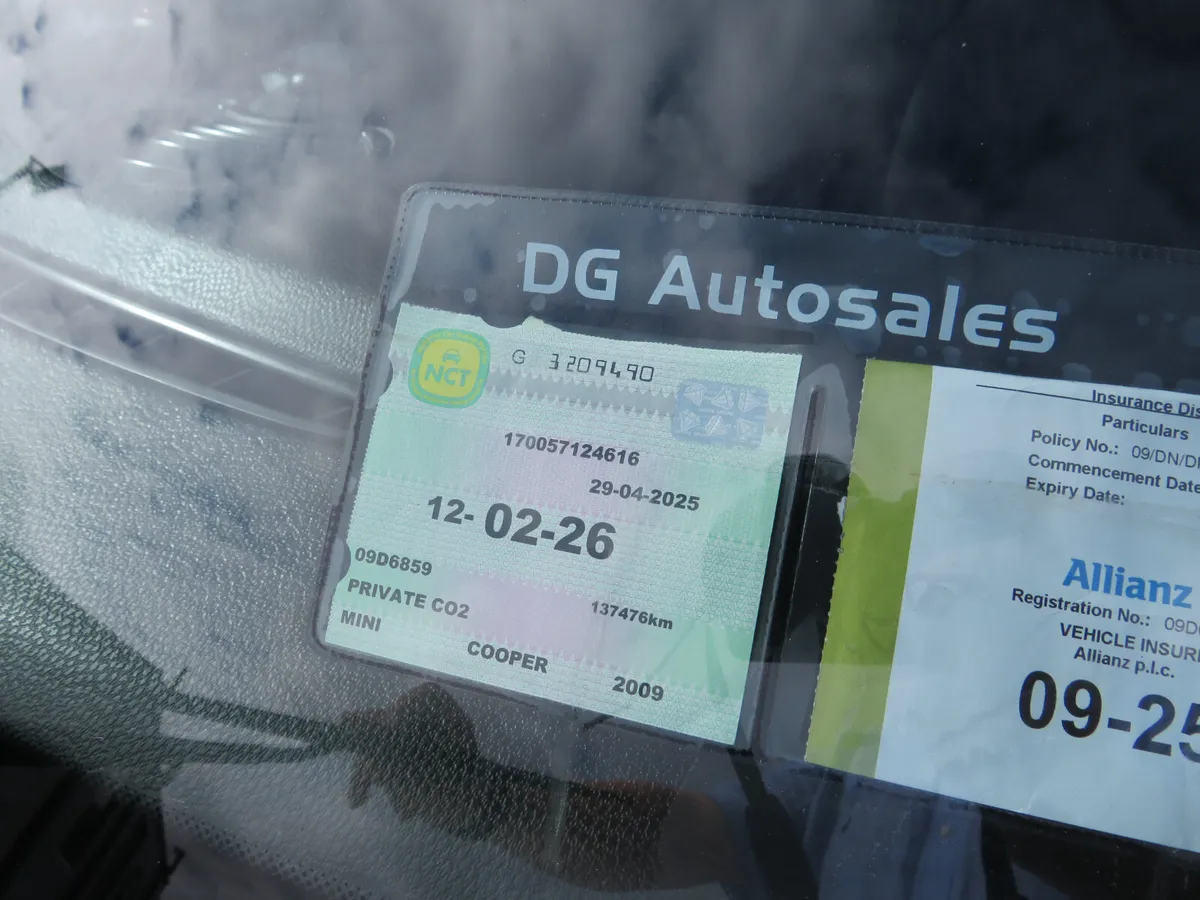 DG Autosales
NCT
G 3209490
170057124616
29-04-2025
12-02-26
09D6859
PRIVATE CO2
137476km
MINI
COOPER
2009
Insurance Dis
Particulars
Policy No.: 09/DN/D
Commencement Date
Expiry Date:
Allianz
Registration No.: 09D
VEHICLE INSUR
Allianz p.l.c.
09-25